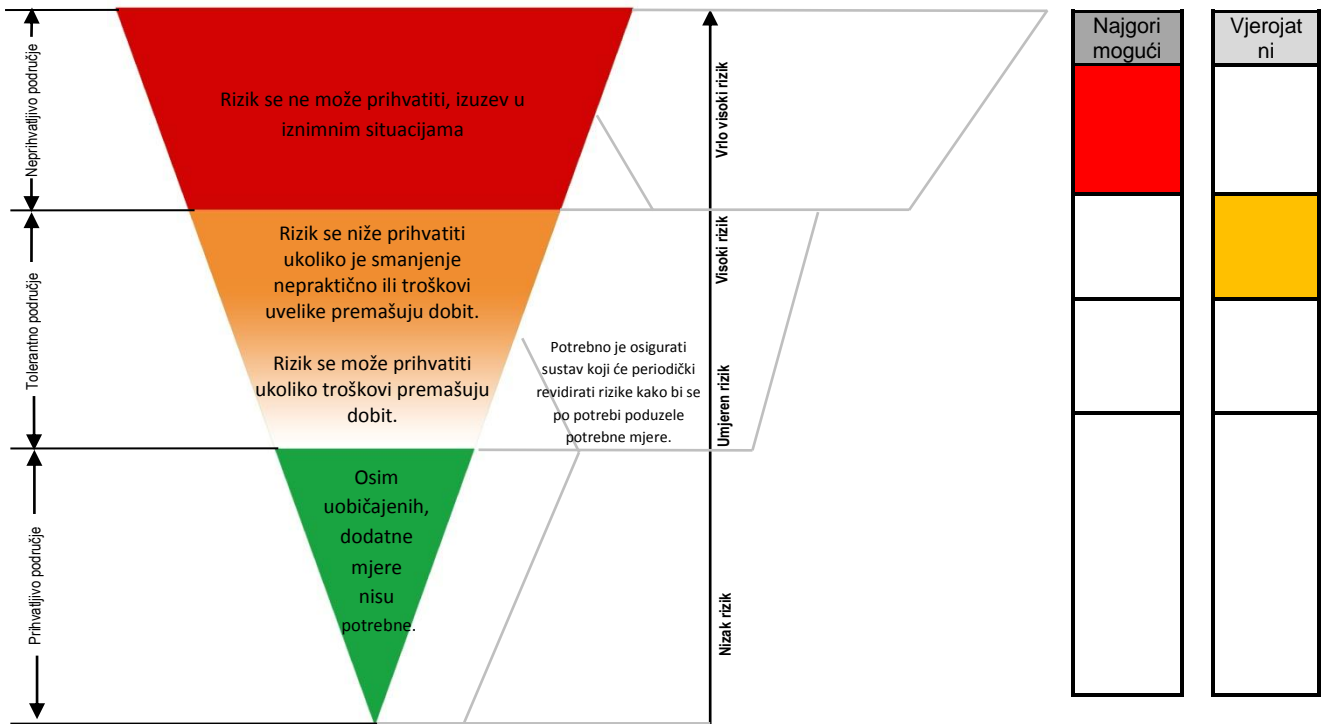 Neprihvatljivo područje
Rizik se ne može prihvatiti, izuzev u
iznimnim situacijama
Vrlo visoki rizik
Najgori
mogući
Vjerojat
ni
Tolerantno područje
Rizik se niže prihvatiti
ukoliko je smanjenje
nepraktično ili troškovi
uvelike premašuju dobit.
Rizik se može prihvatiti
ukoliko troškovi premašuju
dobit.
Visoki rizik
Potrebno je osigurati
sustav koji će periodički
revidirati rizike kako bi se
po potrebi poduzele
potrebne mjere.
Umjeren rizik
Prihvatljivo područje
Osim
uobičajenih,
dodatne
mjere
nisu
potrebne.
Nizak rizik